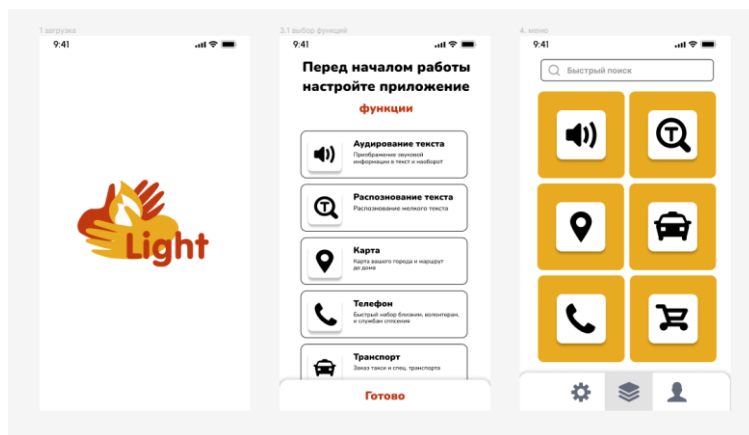 1 загрузка
9:41
Light
3.1 выбор функций
9:41
Перед началом работы
настройте приложение
функции
Аудирование текста
Приображение звуковой
информации в текст и наоборот
T
Распознование текста
Распознование мелкого текста
Карта
Карта вашего города и маршрут
до дома
Телефон
Быстрый набор близким, волонтерам,
и службам спасения
Транспорт
Заказ такси и спец. транспорта
Готово
4. меню
9:41
Быстрый поиск
T